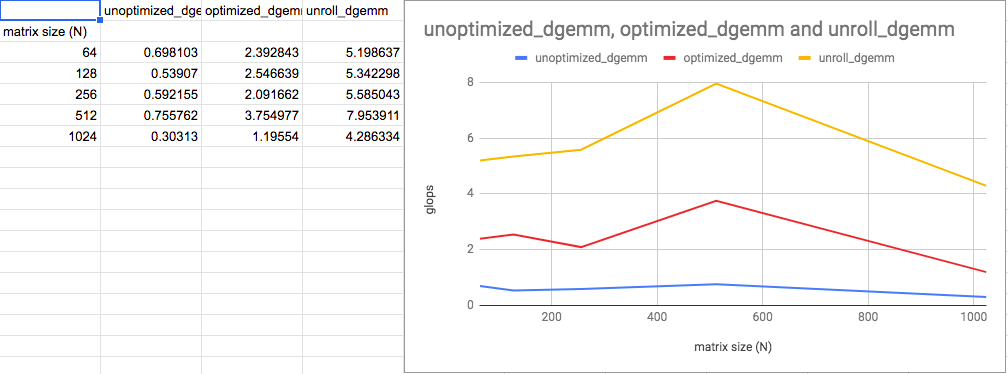 unoptimized_dge optimized_dgemm unroll_dgemm
matrix size (N)
64 0.698103 2.392843 5.198637
128 0.53907 2.546639 5.342298
256 0.592155 2.091662 5.585043
512 0.755762 3.754977 7.953911
1024 0.30313 1.19554 4.286334
unoptimized_dgemm, optimized_dgemm and unroll_dgemm
unoptimized_dgemm optimized_dgemm unroll_dgemm
8
6
4
2
0
glops
200 400 600 800 1000
matrix size (N)